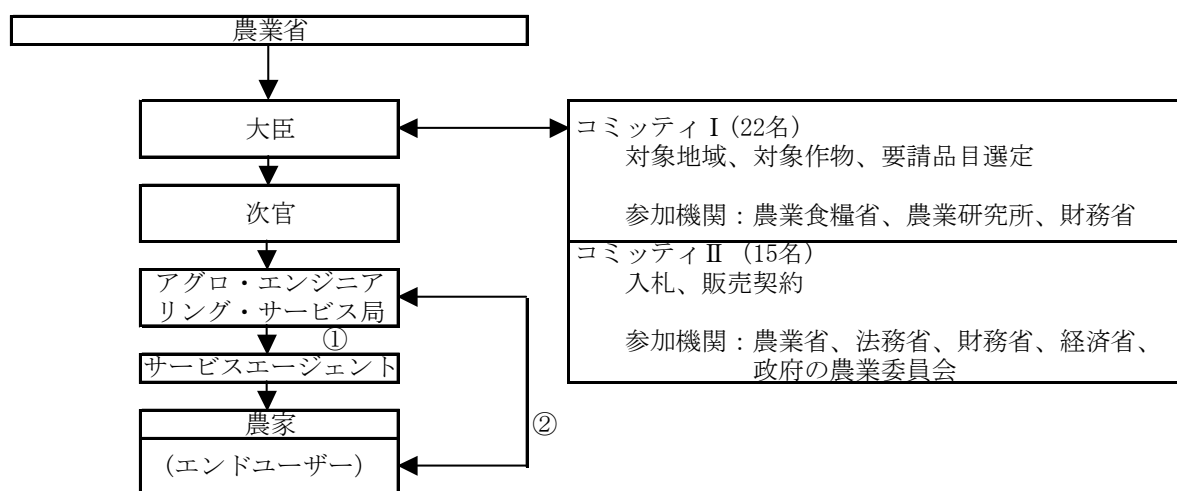 農業省
大臣
次官
アグロ・エンジニア
リング・サービス局
①
サービスエージェント
農家
(エンドユーザー)
②
コミッティⅠ (22名)
対象地域、対象作物、要請品目選定
参加機関：農業食糧省、農業研究所、財務省
コミッティⅡ (15名)
入札、販売契約
参加機関：農業省、法務省、財務省、経済省、
政府の農業委員会